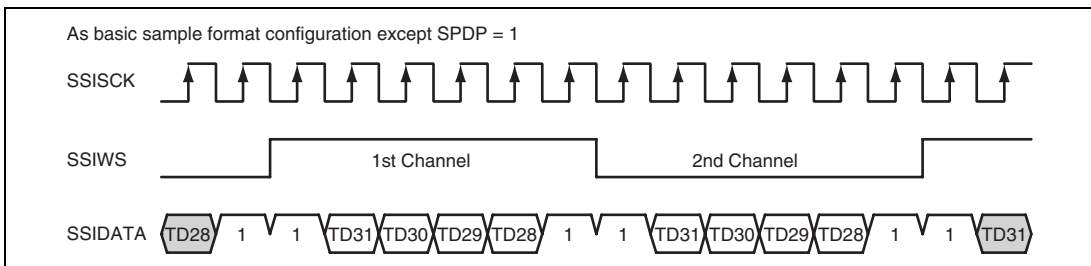 As basic sample format configuration except SPDP = 1
SSISCK
SSIWS 1st Channel 2nd Channel
SSIDATA TD28 1 1 TD31 TD30 TD29 TD28 1 1 TD31 TD30 TD29 TD28 1 1 TD31